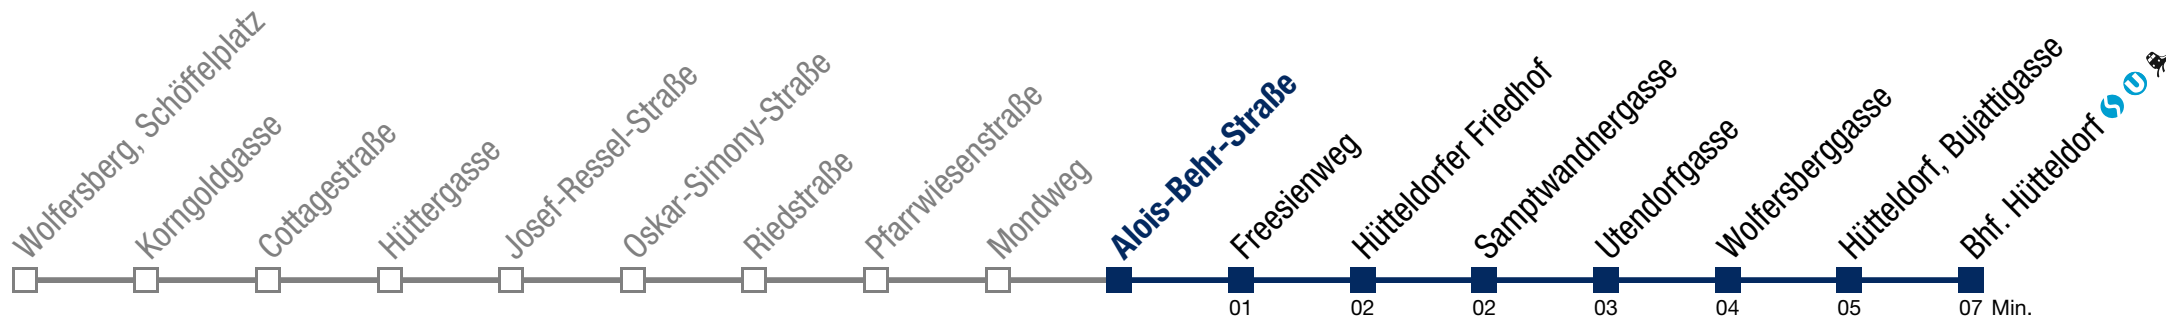 Wolfersberg, Schöffelplatz
Korngoldgasse
Cottagestraße
Hüttergasse
Josef-Ressel-Straße
Oskar-Simony-Straße
Riedstraße
Pfarrwiesenstraße
Mondweg
Alois-Behr-Straße
Freesienweg
Hütteldorfer Friedhof
Samptwandnergasse
Utendorfgasse
Wolfersberggasse
Hütteldorf, Bujattigasse
Bhf. Hütteldorf S U
01 02 02 03 04 05 07 Min.